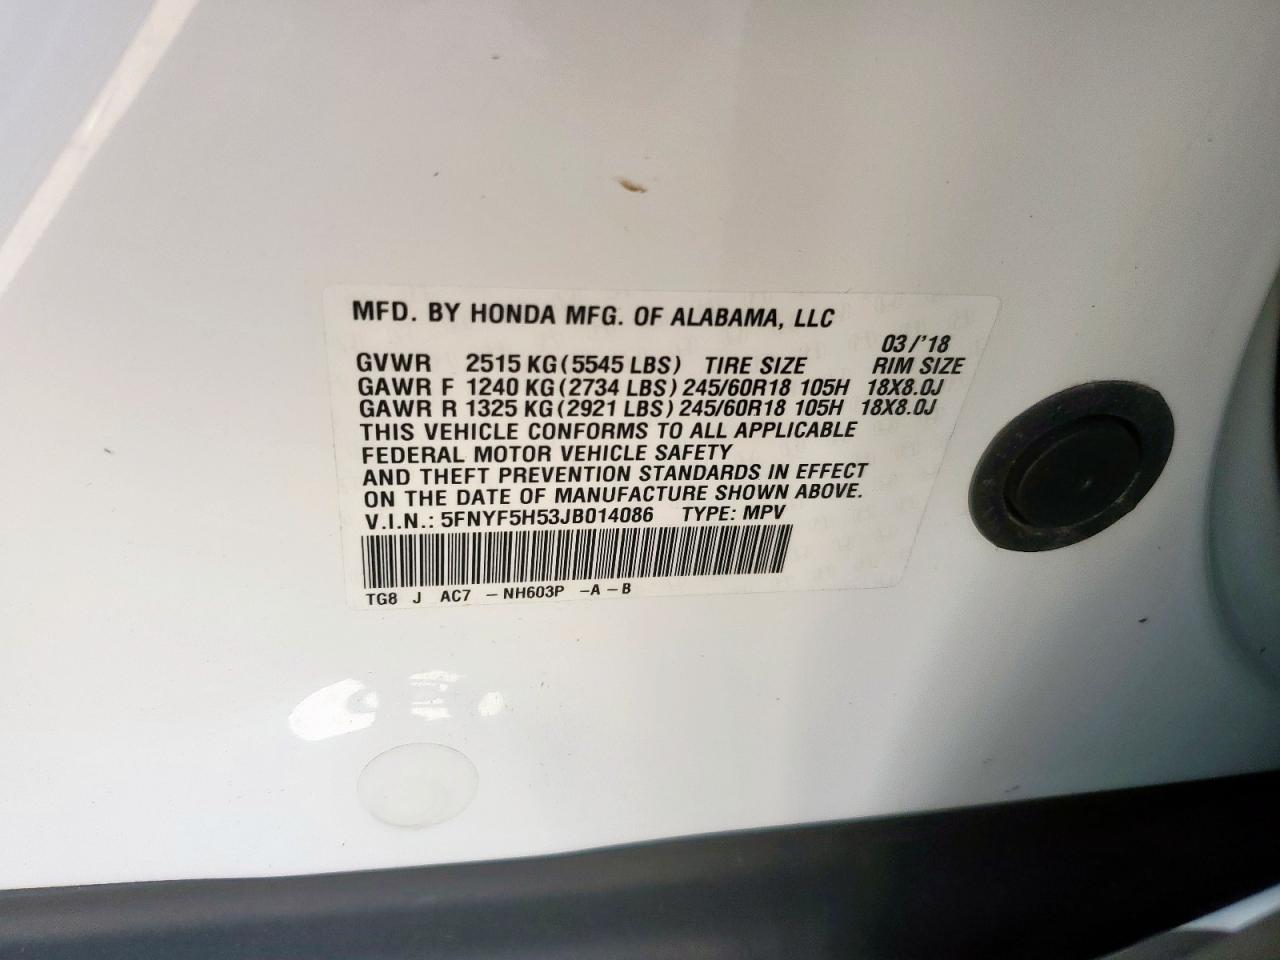 MFD. BY HONDA MFG. OF ALABAMA, LLC
03/'18
GVWR 2515 KG (5545 LBS) TIRE SIZE RIM SIZE
GAWR F 1240 KG (2734 LBS) 245/60R18 105H 18X8.0J
GAWR R 1325 KG (2921 LBS) 245/60R18 105H 18X8.0J
THIS VEHICLE CONFORMS TO ALL APPLICABLE
FEDERAL MOTOR VEHICLE SAFETY
AND THEFT PREVENTION STANDARDS IN EFFECT
ON THE DATE OF MANUFACTURE SHOWN ABOVE.
V.I.N.: 5FNYF5H53JB014086 TYPE: MPV
TG8 J AC7 – NH603P –A – B